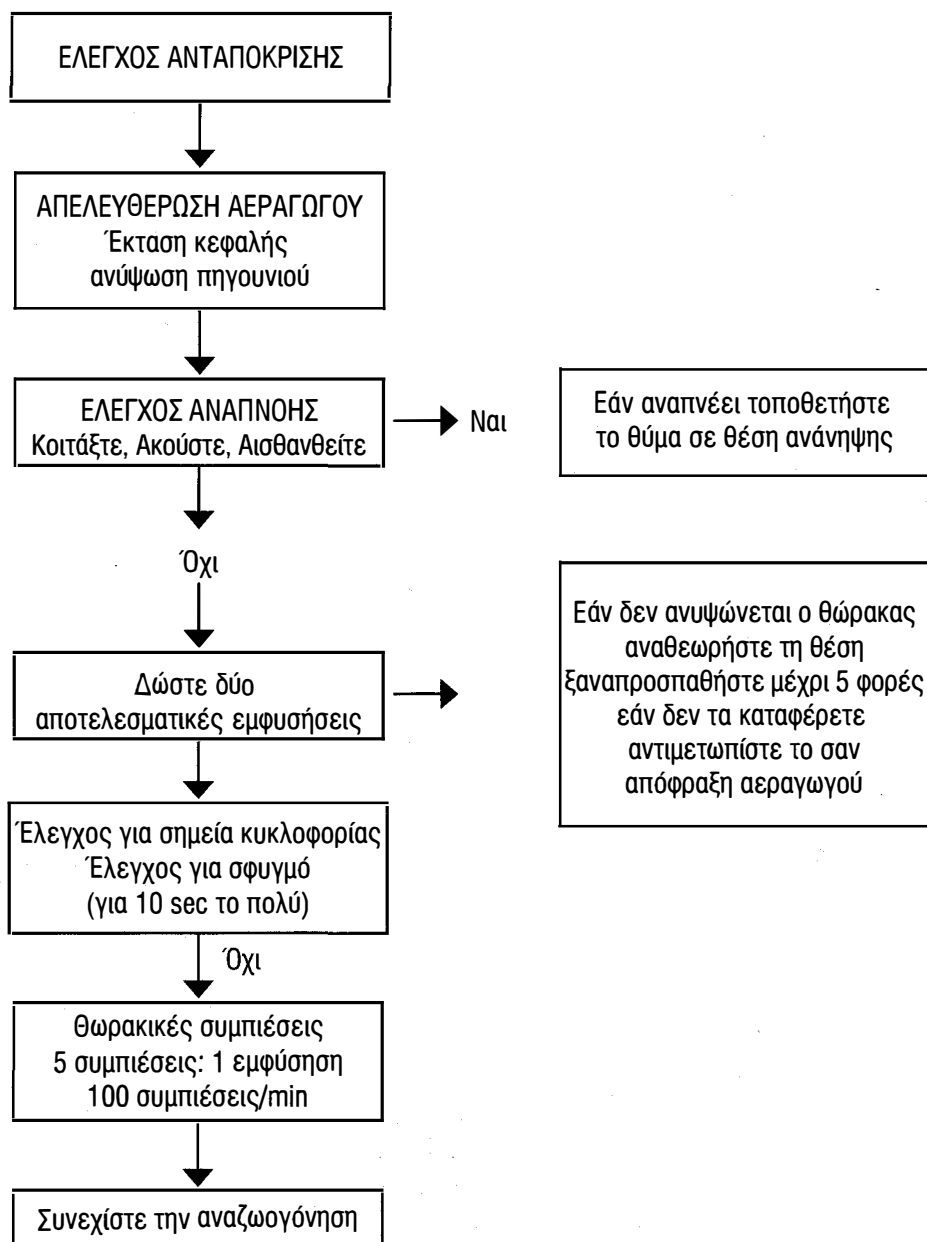 ΕΛΕΓΧΟΣ ΑΝΤΑΠΟΚΡΙΣΗΣ
ΑΠΕΛΕΥΘΕΡΩΣΗ ΑΕΡΑΓΩΓΟΥ
Έκταση κεφαλής
ανύψωση πηγουνιού
ΕΛΕΓΧΟΣ ΑΝΑΠΝΟΗΣ
Κοιτάξτε, Ακούστε, Αισθανθείτε
Ναι
Εάν αναπνέει τοποθετήστε
το θύμα σε θέση ανάνηψης
Όχι
Δώστε δύο
αποτελεσματικές εμφυσήσεις
Εάν δεν ανυψώνεται ο θώρακας
αναθεωρήστε τη θέση
ξαναπροσπαθήστε μέχρι 5 φορές
εάν δεν τα καταφέρετε
αντιμετωπίστε το σαν
απόφραξη αεραγωγού
Έλεγχος για σημεία κυκλοφορίας
Έλεγχος για σφυγμό
(για 10 sec το πολύ)
Όχι
Θωρακικές συμπιέσεις
5 συμπιέσεις: 1 εμφύσηση
100 συμπιέσεις/min
Συνεχίστε την αναζωογόνηση